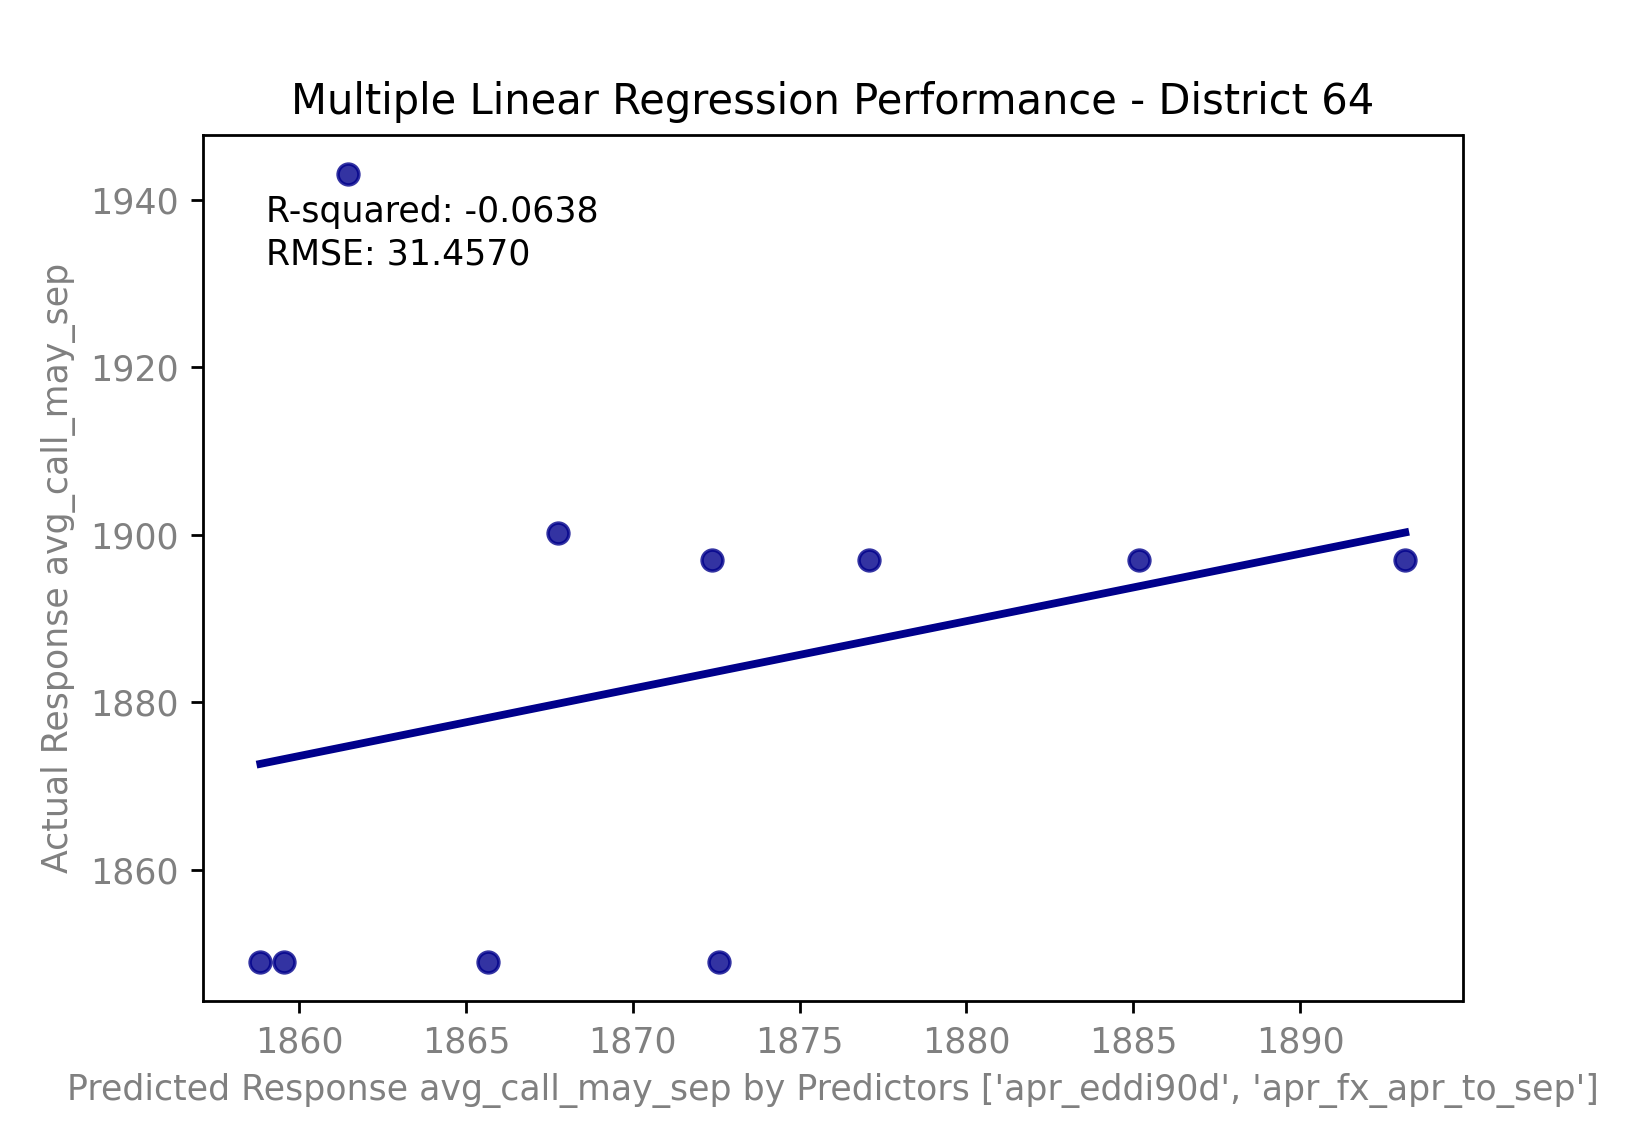 Multiple Linear Regression Performance - District 64
R-squared: -0.0638
RMSE: 31.4570
Actual Response avg_call_may_sep
1940
1920
1900
1880
1860
1860 1865 1870 1875 1880 1885 1890
Predicted Response avg_call_may_sep by Predictors ['apr_eddi90d', 'apr_fx_apr_to_sep']